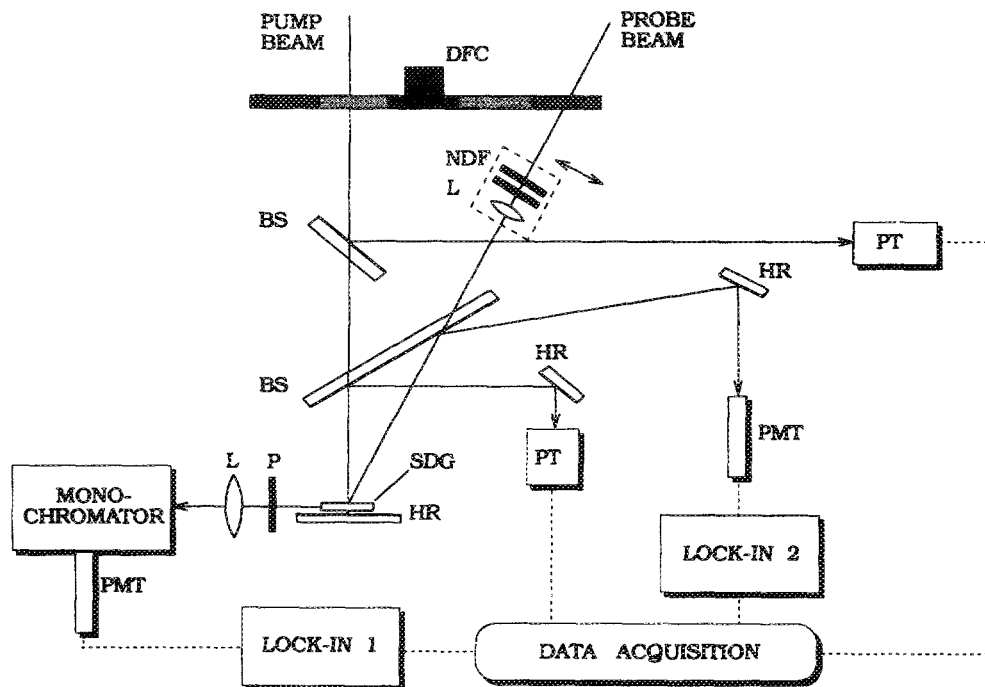 PUMP
BEAM
PROBE
BEAM
DFC
NDF
L
BS
PT
HR
BS
HR
PT
PMT
L
P
SDG
HR
MONO-
CHROMATOR
PMT
LOCK-IN 2
LOCK-IN 1
DATA ACQUISITION